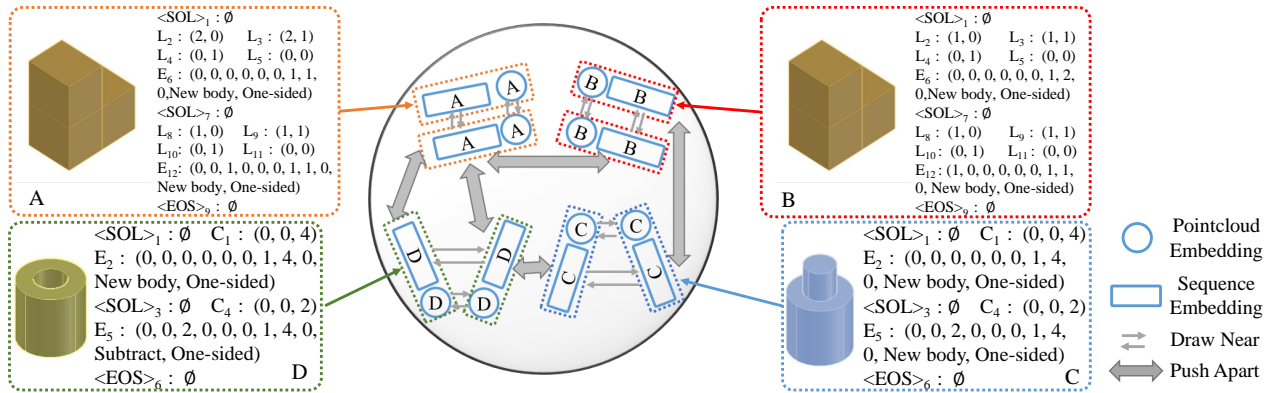 <SOL>₁ : ∅
L₂ : (2, 0) L₃ : (2, 1)
L₄ : (0, 1) L₅ : (0, 0)
E₆ : (0, 0, 0, 0, 0, 0, 1, 1,
0,New body, One-sided)
<SOL>₇ : ∅
L₈ : (1, 0) L₉ : (1, 1)
L₁₀ : (0, 1) L₁₁ : (0, 0)
E₁₂: (0, 0, 1, 0, 0, 0, 1, 1, 0,
New body, One-sided)
<EOS>₉ : ∅
A
<SOL>₁ : ∅
L₂ : (1, 0) L₃ : (1, 1)
L₄ : (0, 1) L₅ : (0, 0)
E₆ : (0, 0, 0, 0, 0, 0, 1, 2,
0,New body, One-sided)
<SOL>₇ : ∅
L₈ : (1, 0) L₉ : (1, 1)
L₁₀ : (0, 1) L₁₁ : (0, 0)
E₁₂ :(1, 0, 0, 0, 0, 0, 1, 1,
0, New body, One-sided)
<EOS>₉ : ∅
B
A A
A A
B B
B B
D D
D D
C C
C C
<SOL>₁ : ∅ C₁ : (0, 0, 4)
E₂ : (0, 0, 0, 0, 0, 0, 1, 4, 0,
New body, One-sided)
<SOL>₃ : ∅ C₄ : (0, 0, 2)
E₅ : (0, 0, 2, 0, 0, 0, 1, 4, 0,
Subtract, One-sided)
<EOS>₆ : ∅
D
<SOL>₁ : ∅ C₁ : (0, 0, 4)
E₂ : (0, 0, 0, 0, 0, 0, 1, 4,
0, New body, One-sided)
<SOL>₃ : ∅ C₄ : (0, 0, 2)
E₅ : (0, 0, 2, 0, 0, 0, 1, 4,
0, New body, One-sided)
<EOS>₆ : ∅
C
Pointcloud
Embedding
Sequence
Embedding
Draw Near
Push Apart